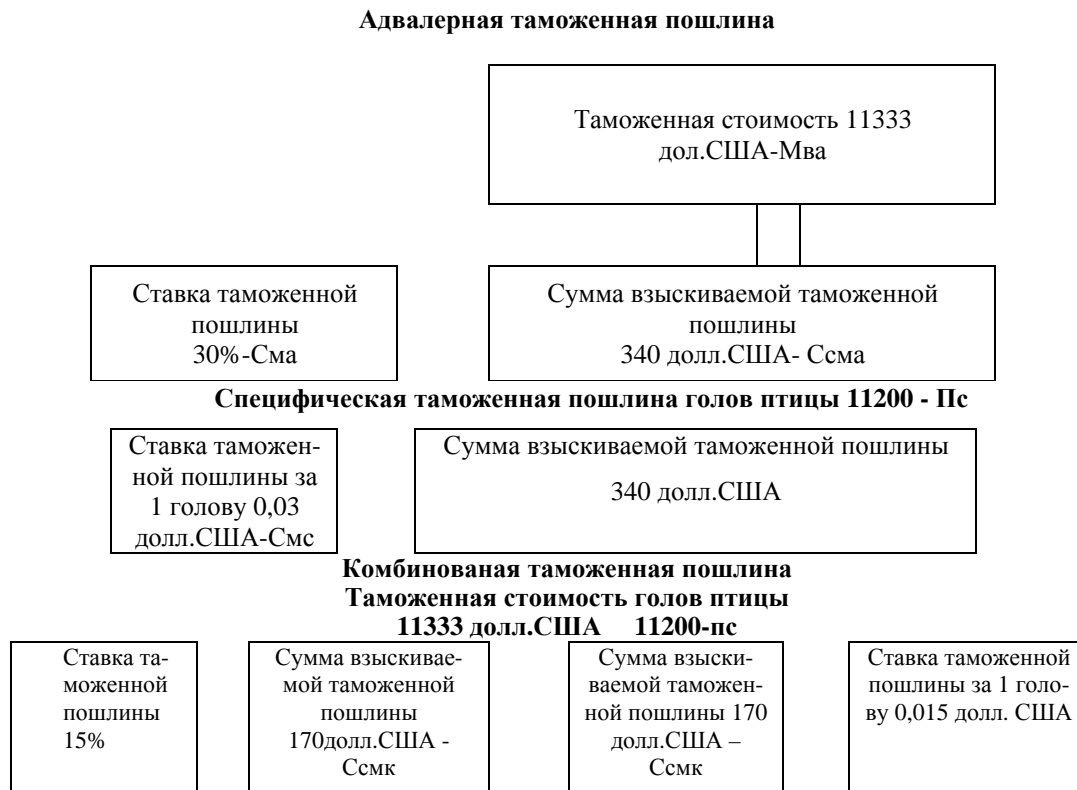 Адвалерная таможенная пошлина
Таможенная стоимость 11333
дол.США-Мва
Ставка таможенной
пошлины
30%-Сма
Сумма взыскиваемой таможенной
пошлины
340 долл.США- Ссма
Специфическая таможенная пошлина голов птицы 11200 - Пс
Ставка таможен-
ной пошлины за
1 голову 0,03
долл.США-Смс
Сумма взыскиваемой таможенной пошлины
340 долл.США
Комбинованая таможенная пошлина
Таможенная стоимость голов птицы
11333 долл.США 11200-пс
Ставка та-
моженной
пошлины
15%
Сумма взыскивае-
мой таможенной
пошлины
170долл.США -
Ссмк
Сумма взыски-
ваемой таможен-
ной пошлины 170
долл.США –
Ссмк
Ставка таможенной
пошлины за 1 голо-
ву 0,015 долл. США